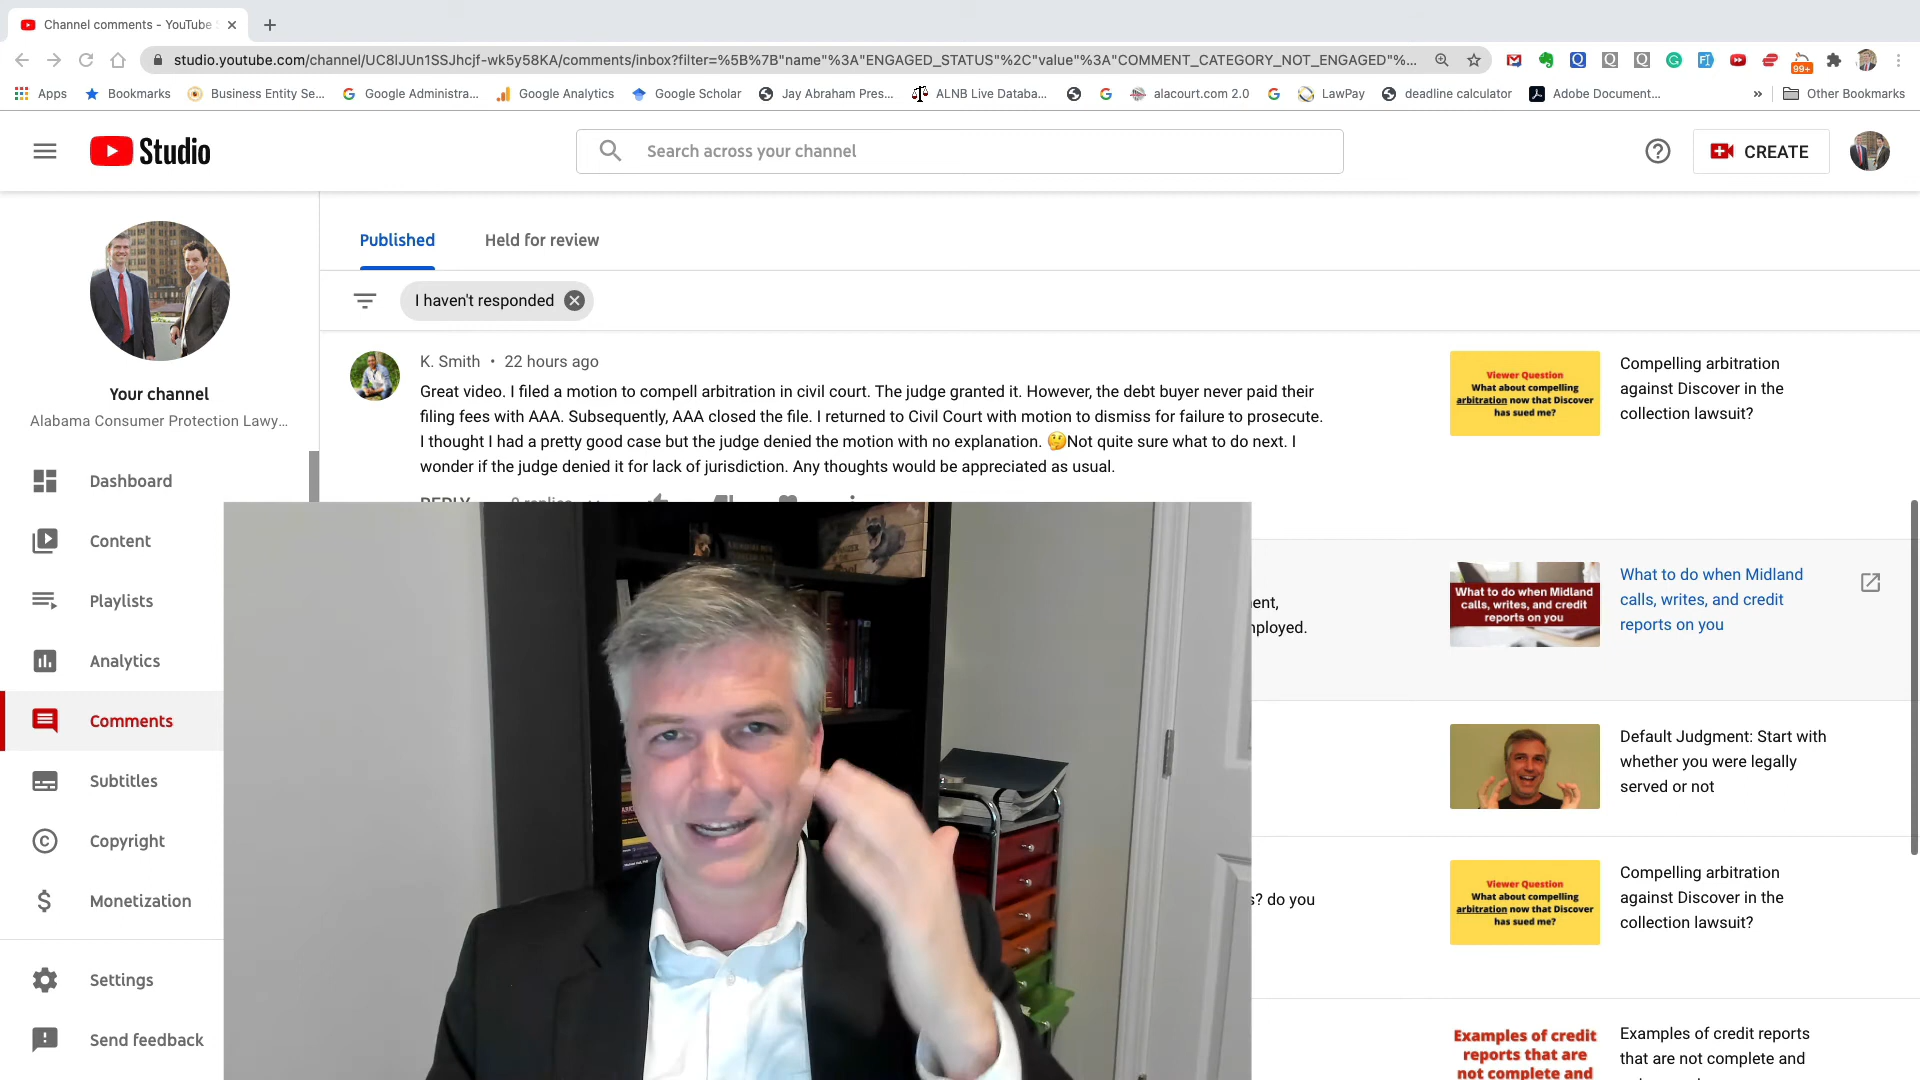 Channel comments - YouTube S
studio.youtube.com/channel/UC8lJUn1SSJhcjf-wk5y58KA/comments/inbox?filter=%5B%7B"name"%3A"ENGAGED_STATUS"%2C"value"%3A"COMMENT_CATEGORY_NOT_ENGAGED"%...
99+
Apps
Bookmarks
Business Entity Se...
Google Administra...
Google Analytics
Google Scholar
Jay Abraham Pres...
ALNB Live Databa...
alacourt.com 2.0
LawPay
deadline calculator
Adobe Document...
»
Other Bookmarks
Studio
Search across your channel
CREATE
Your channel
Alabama Consumer Protection Lawy...
Dashboard
Content
Playlists
Analytics
Comments
Subtitles
Copyright
Monetization
Settings
Send feedback
Published
Held for review
I haven't responded
K. Smith • 22 hours ago
Great video. I filed a motion to compell arbitration in civil court. The judge granted it. However, the debt buyer never paid their
filing fees with AAA. Subsequently, AAA closed the file. I returned to Civil Court with motion to dismiss for failure to prosecute.
I thought I had a pretty good case but the judge denied the motion with no explanation. 🤔Not quite sure what to do next. I
wonder if the judge denied it for lack of jurisdiction. Any thoughts would be appreciated as usual.
REPLY
0 replies
Viewer Question
What about compelling
arbitration now that Discover
has sued me?
Compelling arbitration
against Discover in the
collection lawsuit?
ent,
nployed.
What to do when Midland
calls, writes, and credit
reports on you
What to do when Midland
calls, writes, and credit
reports on you
Default Judgment: Start with
whether you were legally
served or not
s? do you
Viewer Question
What about compelling
arbitration now that Discover
has sued me?
Compelling arbitration
against Discover in the
collection lawsuit?
Examples of credit
reports that are
not complete and
Examples of credit reports
that are not complete and